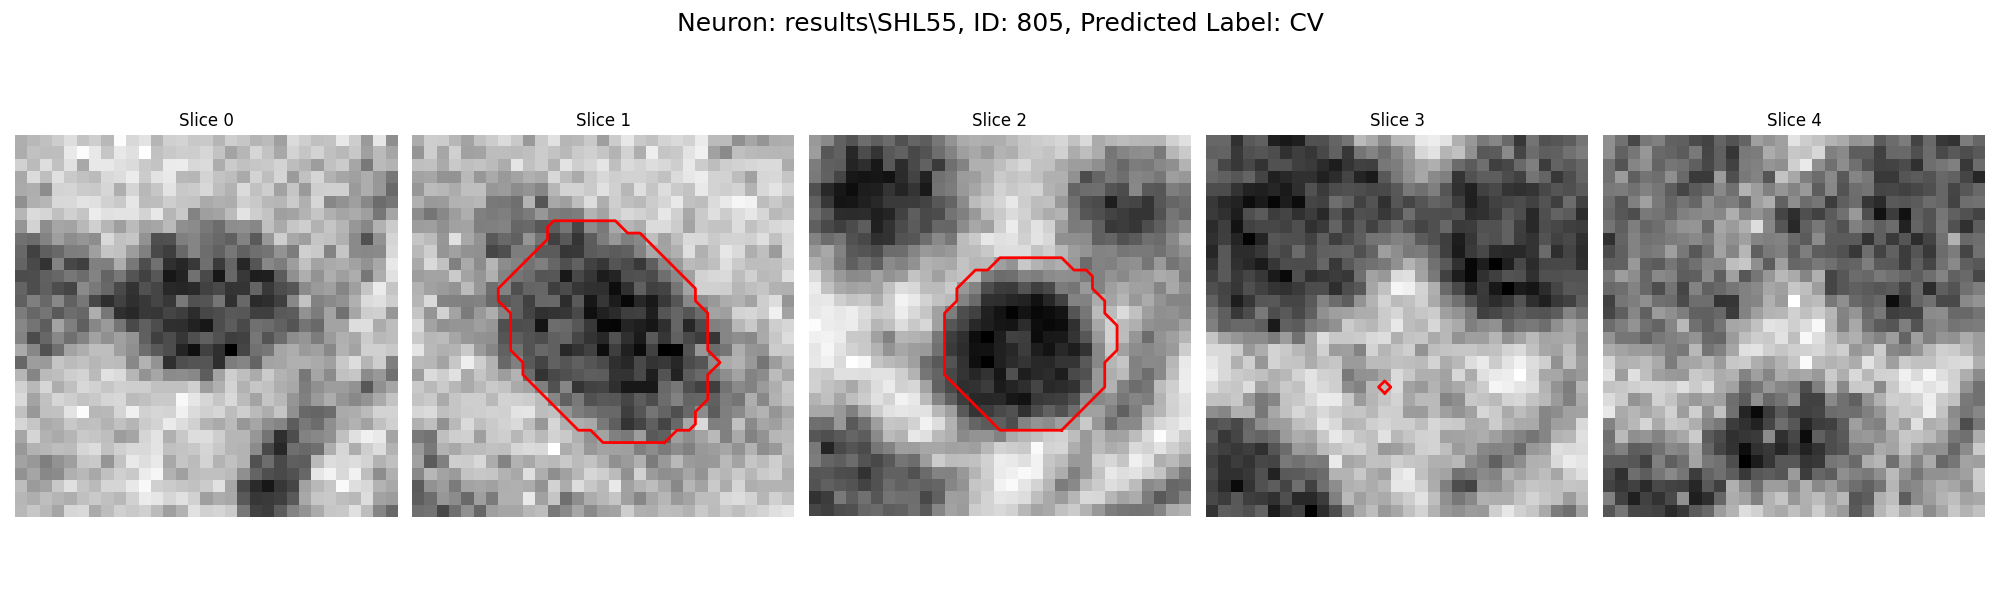 Neuron: results\SHL55, ID: 805, Predicted Label: CV
Slice 0
Slice 1
Slice 2
Slice 3
Slice 4